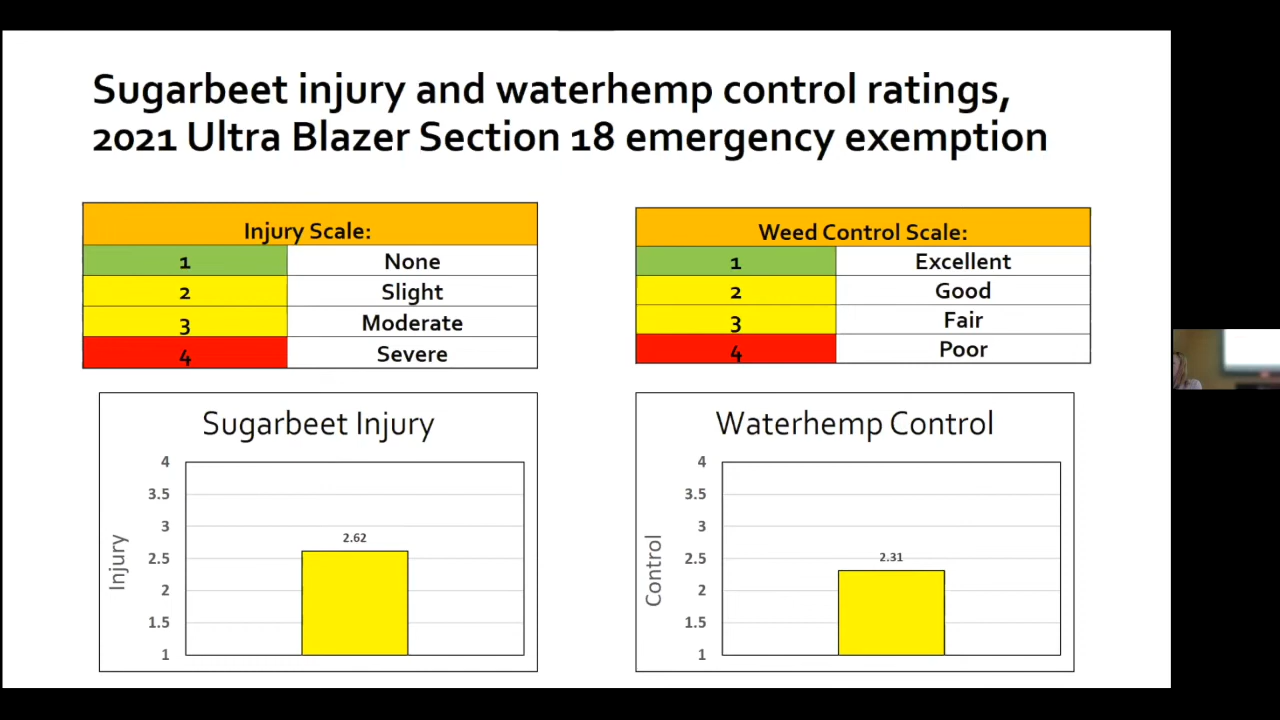 Sugarbeet injury and waterhemp control ratings,
2021 Ultra Blazer Section 18 emergency exemption
Injury Scale:
1 None
2 Slight
3 Moderate
4 Severe
Weed Control Scale:
1 Excellent
2 Good
3 Fair
4 Poor
Sugarbeet Injury
Injury
4
3.5
3
2.5
2
1.5
1
2.62
Waterhemp Control
Control
4
3.5
3
2.5
2
1.5
1
2.31